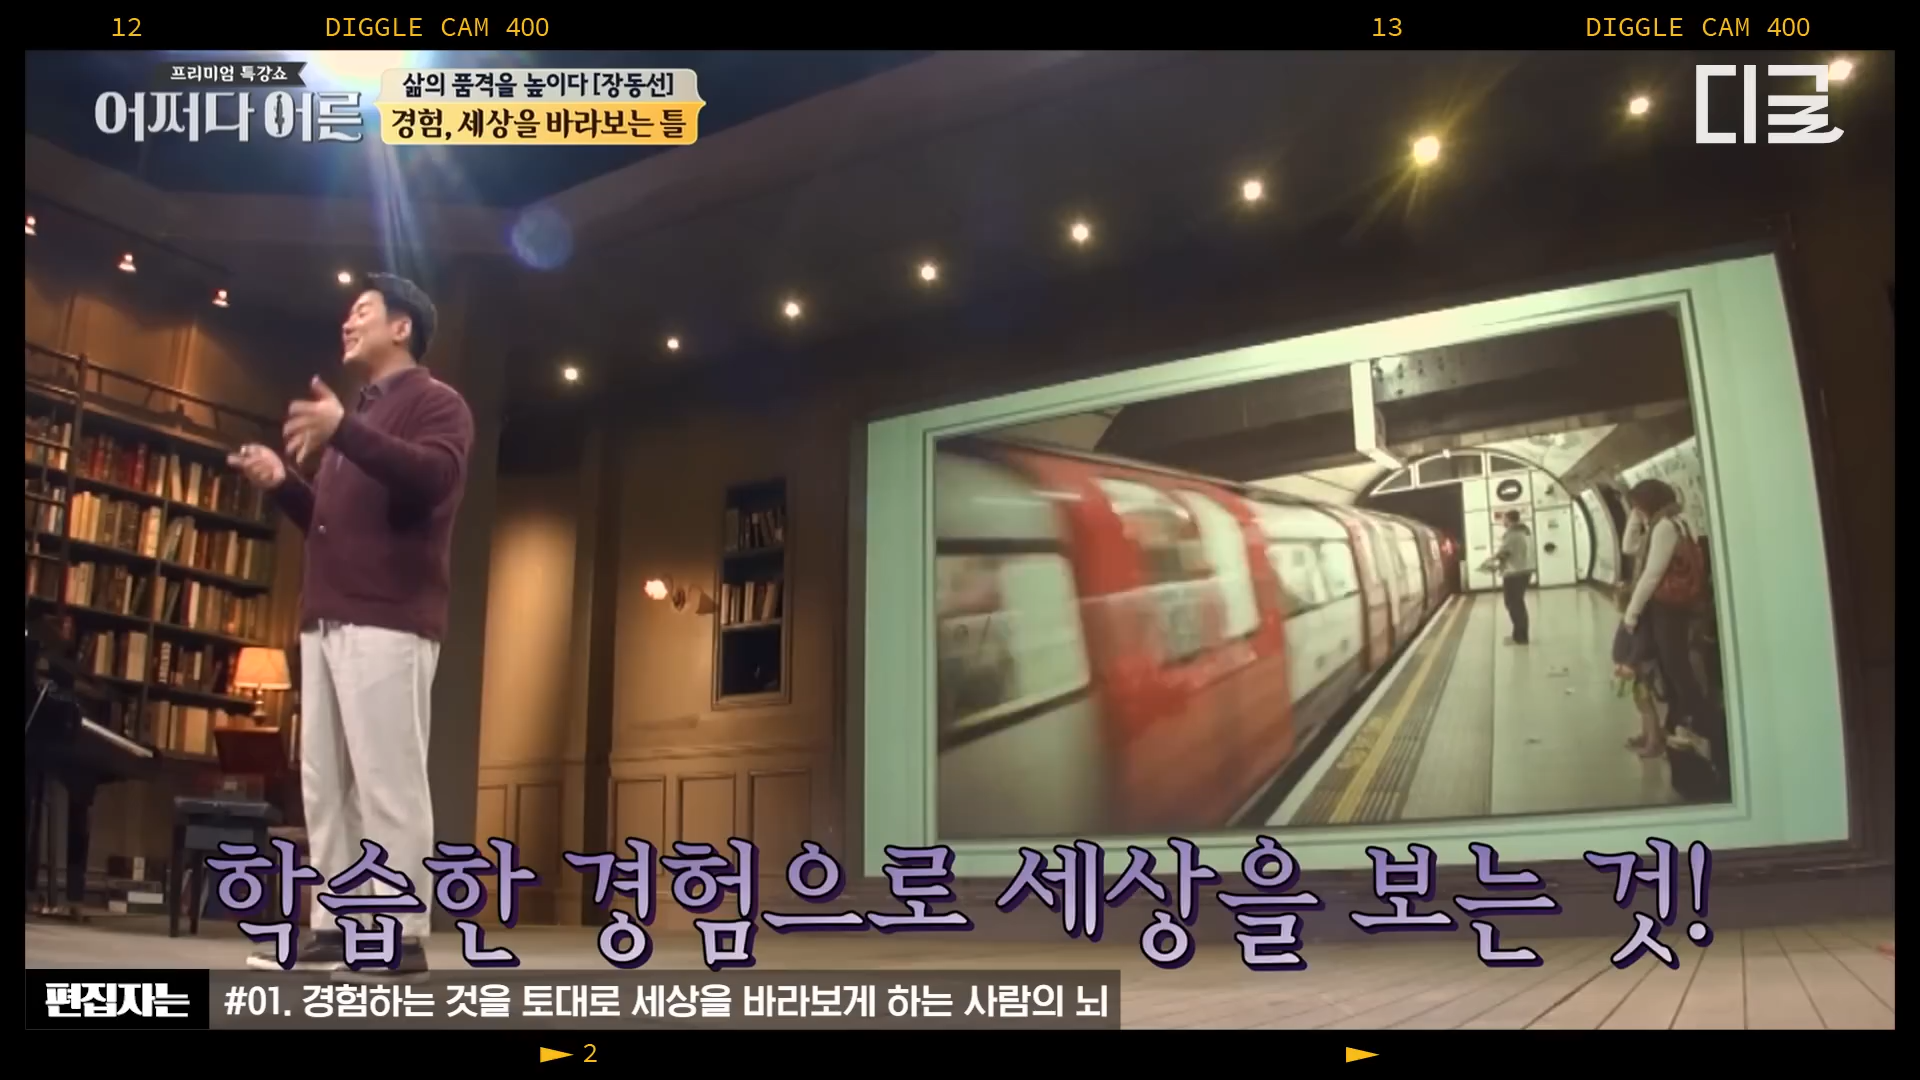 12
DIGGLE CAM 400
13
DIGGLE CAM 400
프리미엄 특강쇼
어쩌다 어른
삶의 품격을 높이다 [장동선]
경험, 세상을 바라보는 틀
디글
학습한 경험으로 세상을 보는 것!
편집자는
#01. 경험하는 것을 토대로 세상을 바라보게 하는 사람의 뇌
2